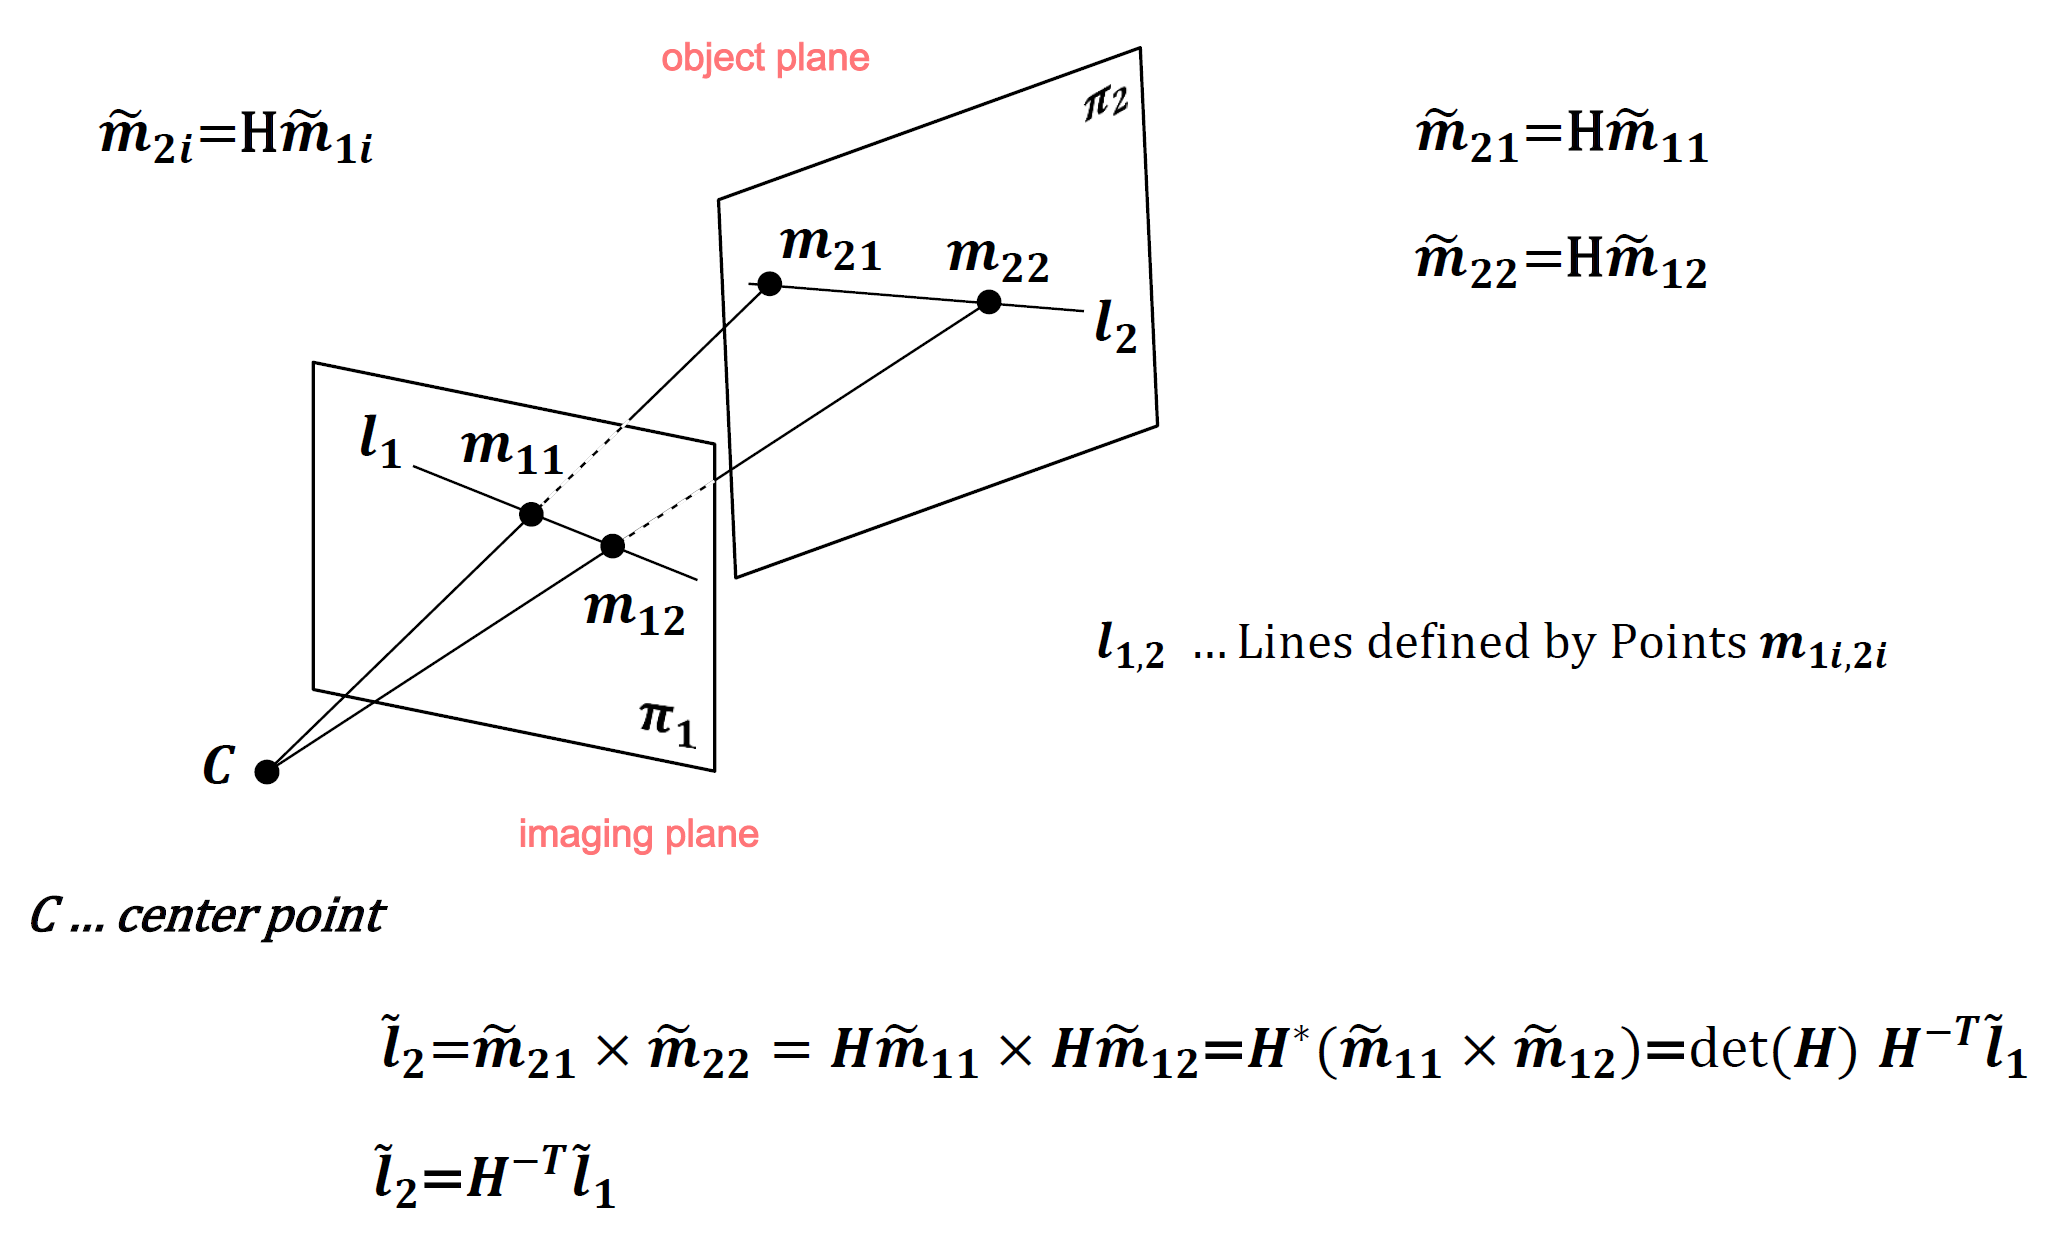 object plane
π₂
m̃₂ᵢ=Hm̃₁ᵢ
m̃₂₁=Hm̃₁₁
m₂₁
m₂₂
m̃₂₂=Hm̃₁₂
l₂
l₁
m₁₁
m₁₂
l₁,₂ ... Lines defined by Points m₁ᵢ,₂ᵢ
π₁
C
imaging plane
C ... center point
l̃₂=m̃₂₁ × m̃₂₂ = Hm̃₁₁ × Hm̃₁₂=H*(m̃₁₁ × m̃₁₂)=det(H) H⁻ᵀl̃₁
l̃₂=H⁻ᵀl̃₁